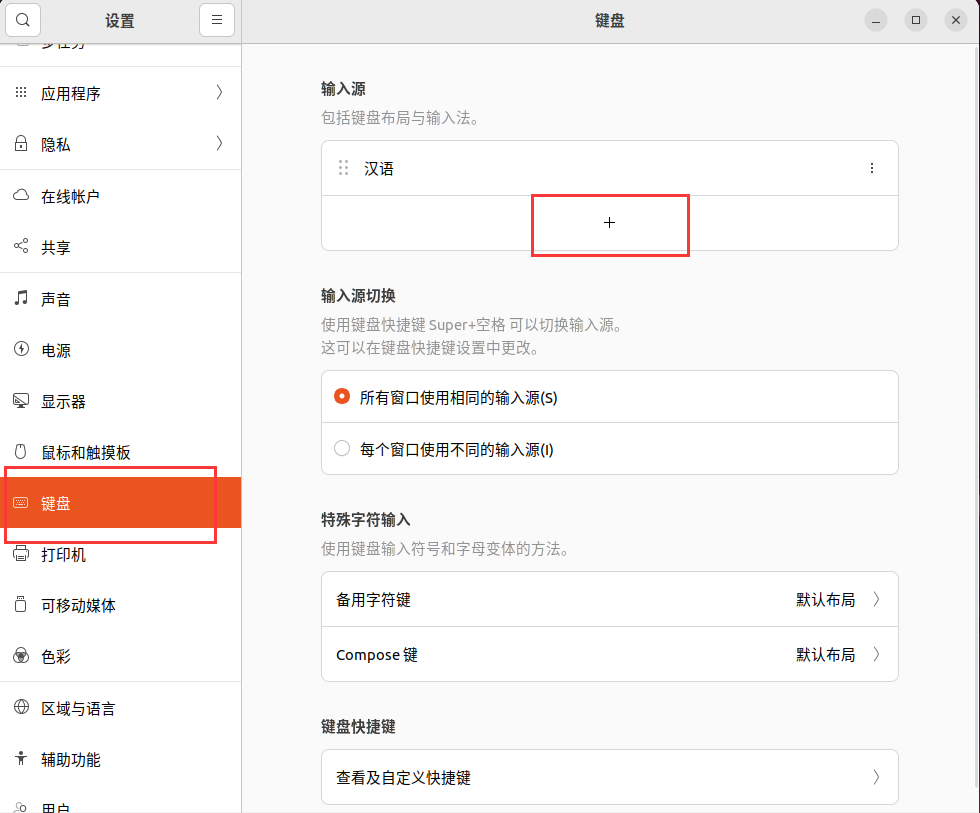 设置
键盘
多任务
应用程序
隐私
在线帐户
共享
声音
电源
显示器
鼠标和触摸板
键盘
打印机
可移动媒体
色彩
区域与语言
辅助功能
用户
输入源
包括键盘布局与输入法。
汉语
+
输入源切换
使用键盘快捷键 Super+空格 可以切换输入源。
这可以在键盘快捷键设置中更改。
所有窗口使用相同的输入源(S)
每个窗口使用不同的输入源(I)
特殊字符输入
使用键盘输入符号和字母变体的方法。
备用字符键 默认布局
Compose 键 默认布局
键盘快捷键
查看及自定义快捷键